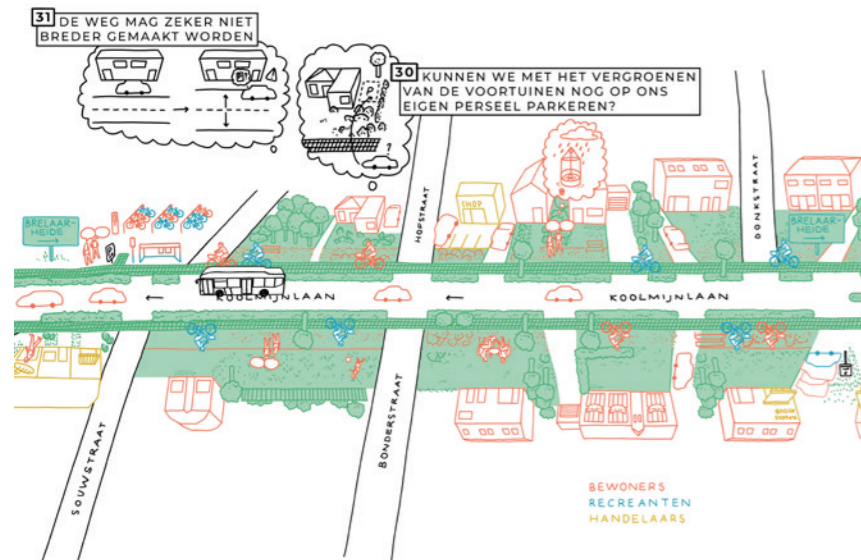 31 DE WEG MAG ZEKER NIET
BREDER GEMAAKT WORDEN
30 KUNNEN WE MET HET VERGROENEN
VAN DE VOORTUINEN NOG OP ONS
EIGEN PERSEEL PARKEREN?
P
SHOP
HOFSTRAAT
DONKSTRAAT
BRELAAR-
HEIDE
BRELAAR-
HEIDE
KOOLMIJNLAAN
KOOLMIJNLAAN
SOUWSTRAAT
BONDERSTRAAT
BEWONERS
RECREANTEN
HANDELAARS